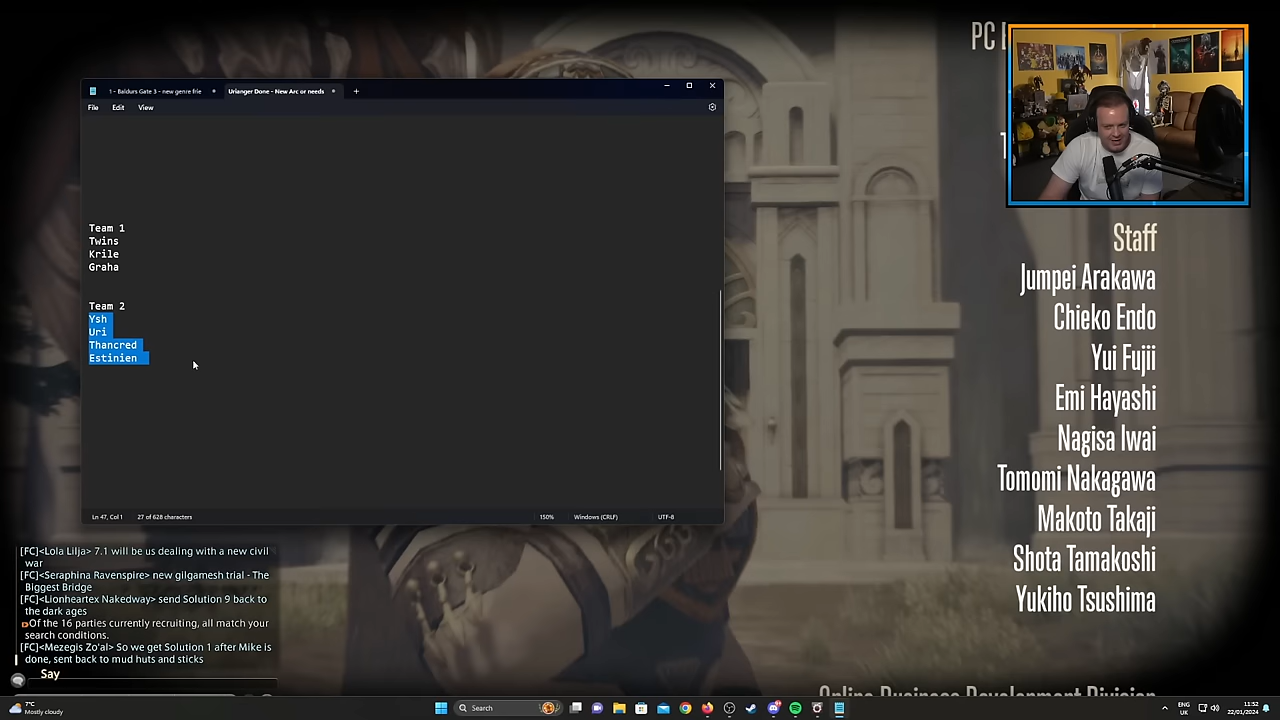 PC
1 - Baldurs Gate 3 - new genre frie
Urianger Done - New Arc or needs
File Edit View
Team 1
Twins
Krile
Graha
Team 2
Ysh
Uri
Thancred
Estinien
Ln 47, Col 1 27 of 628 characters 150% Windows (CRLF) UTF-8
Staff
Jumpei Arakawa
Chieko Endo
Yui Fujii
Emi Hayashi
Nagisa Iwai
Tomomi Nakagawa
Makoto Takaji
Shota Tamakoshi
Yukiho Tsushima
Online Business Development Division
[FC]<Lola Lilja> 7.1 will be us dealing with a new civil
war
[FC]<Seraphina Ravenspire> new gilgamesh trial - The
Biggest Bridge
[FC]<Lionheartex Nakedway> send Solution 9 back to
the dark ages
Of the 16 parties currently recruiting, all match your
search conditions.
[FC]<Mezegis Zo'al> So we get Solution 1 after Mike is
done, sent back to mud huts and sticks
Say
7°C
Mostly cloudy
Search
ENG
UK
11:52
22/01/2024